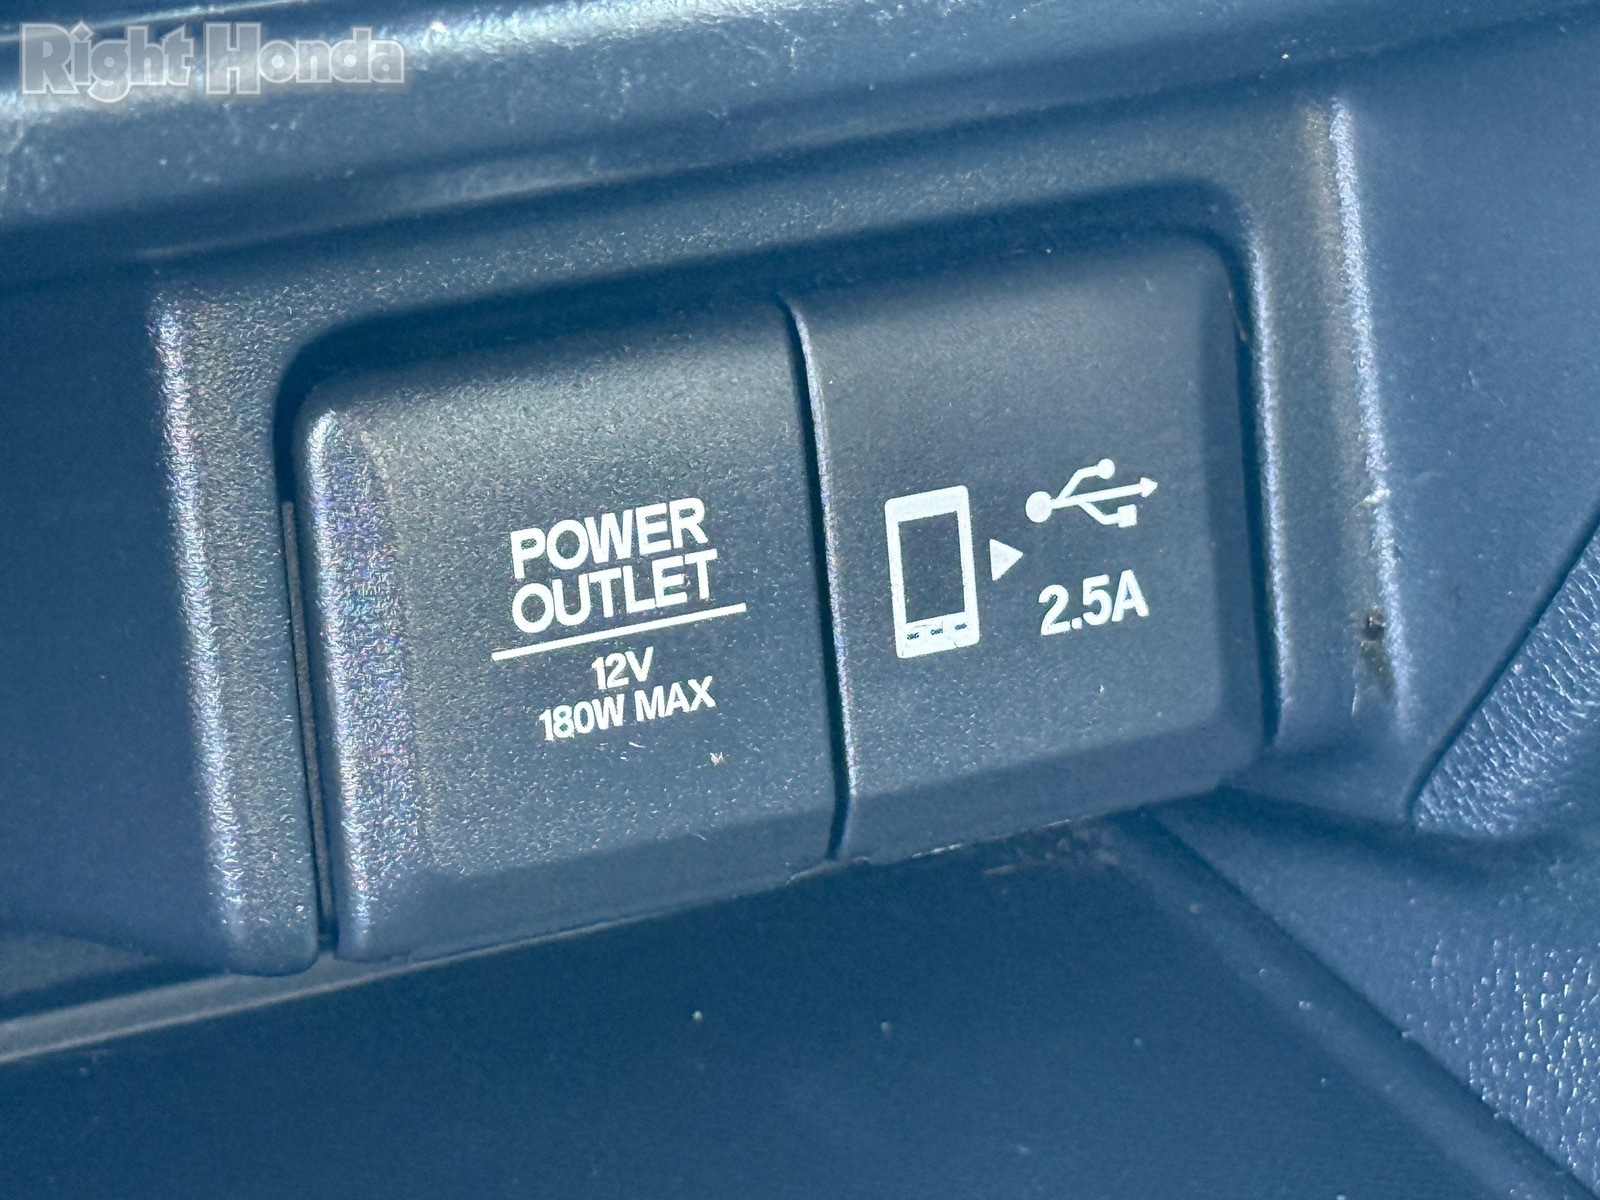 Right Honda
POWER
OUTLET
12V
180W MAX
2.5A